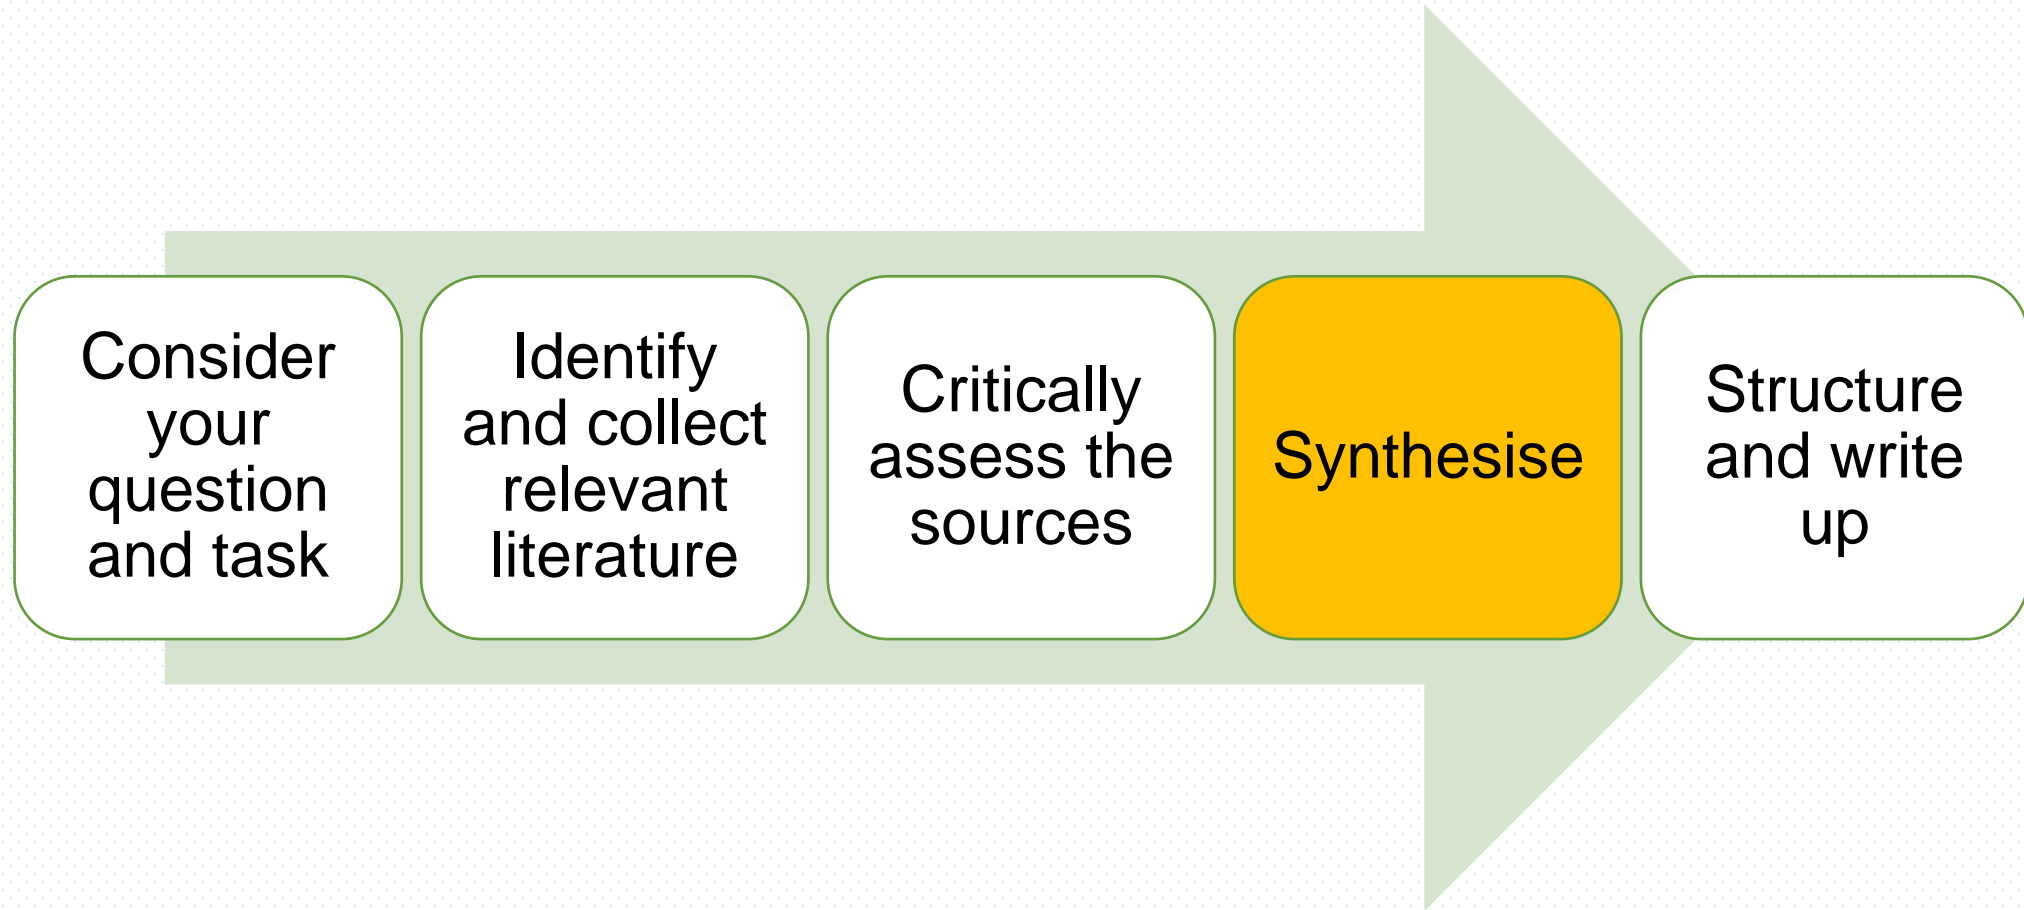 Consider
your
question
and task
Identify
and collect
relevant
literature
Critically
assess the
sources
Synthesise
Structure
and write
up